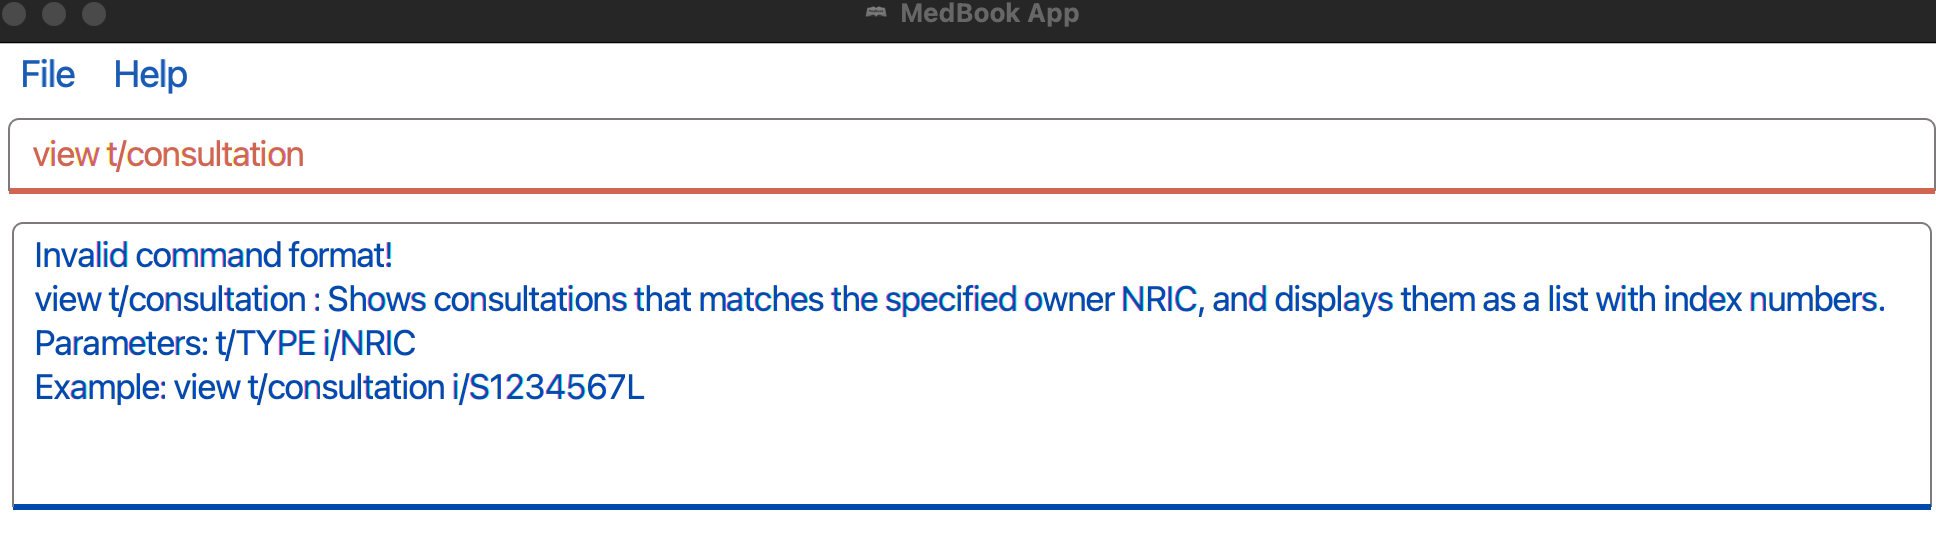 MedBook App
File Help
view t/consultation
Invalid command format!
view t/consultation : Shows consultations that matches the specified owner NRIC, and displays them as a list with index numbers.
Parameters: t/TYPE i/NRIC
Example: view t/consultation i/S1234567L